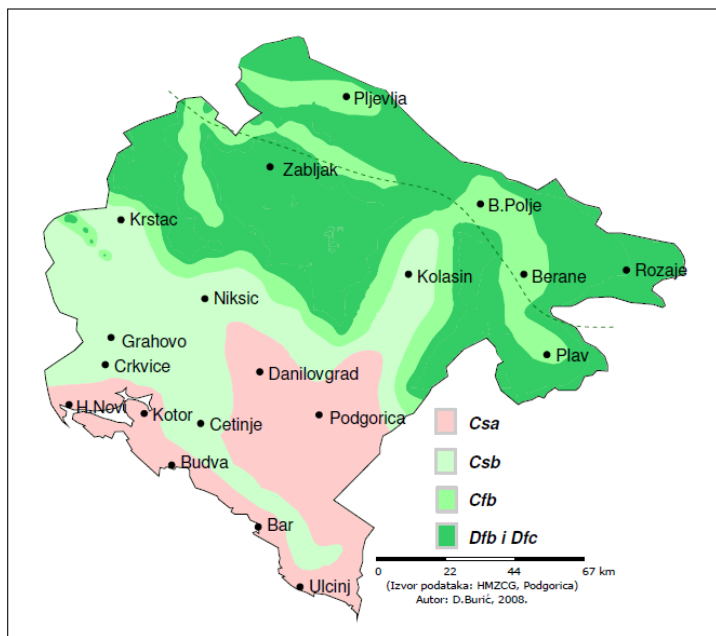 Pljevlja
Zabljak
B.Polje
Krstac
Kolasin
Berane
Rozaje
Niksic
Grahovo
Plav
Crkvice
Danilovgrad
H.Novi
Kotor
Podgorica
Cetinje
Budva
Bar
Ulcinj
Csa
Csb
Cfb
Dfb i Dfc
0 22 44 67 km
(Izvor podataka: HMZCG, Podgorica)
Autor: D.Burić, 2008.